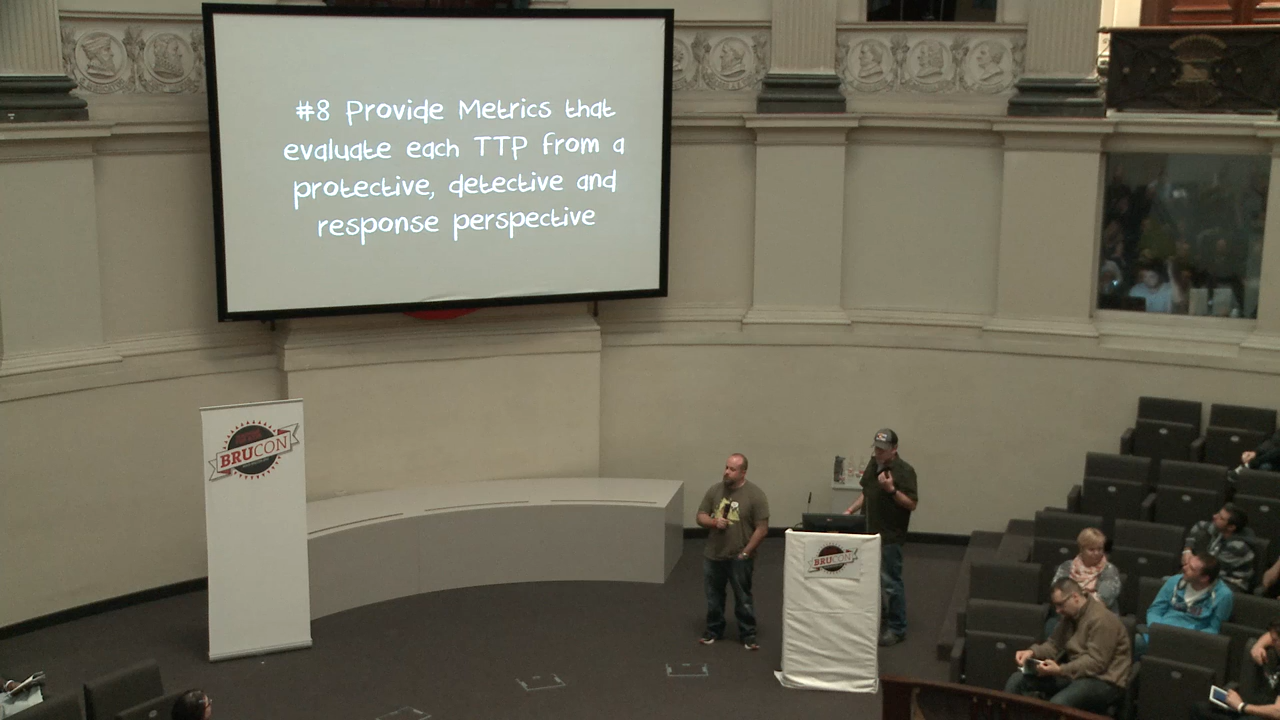 #8 Provide Metrics that
evaluate each TTP from a
protective, detective and
response perspective
BRUCON
BRUCON